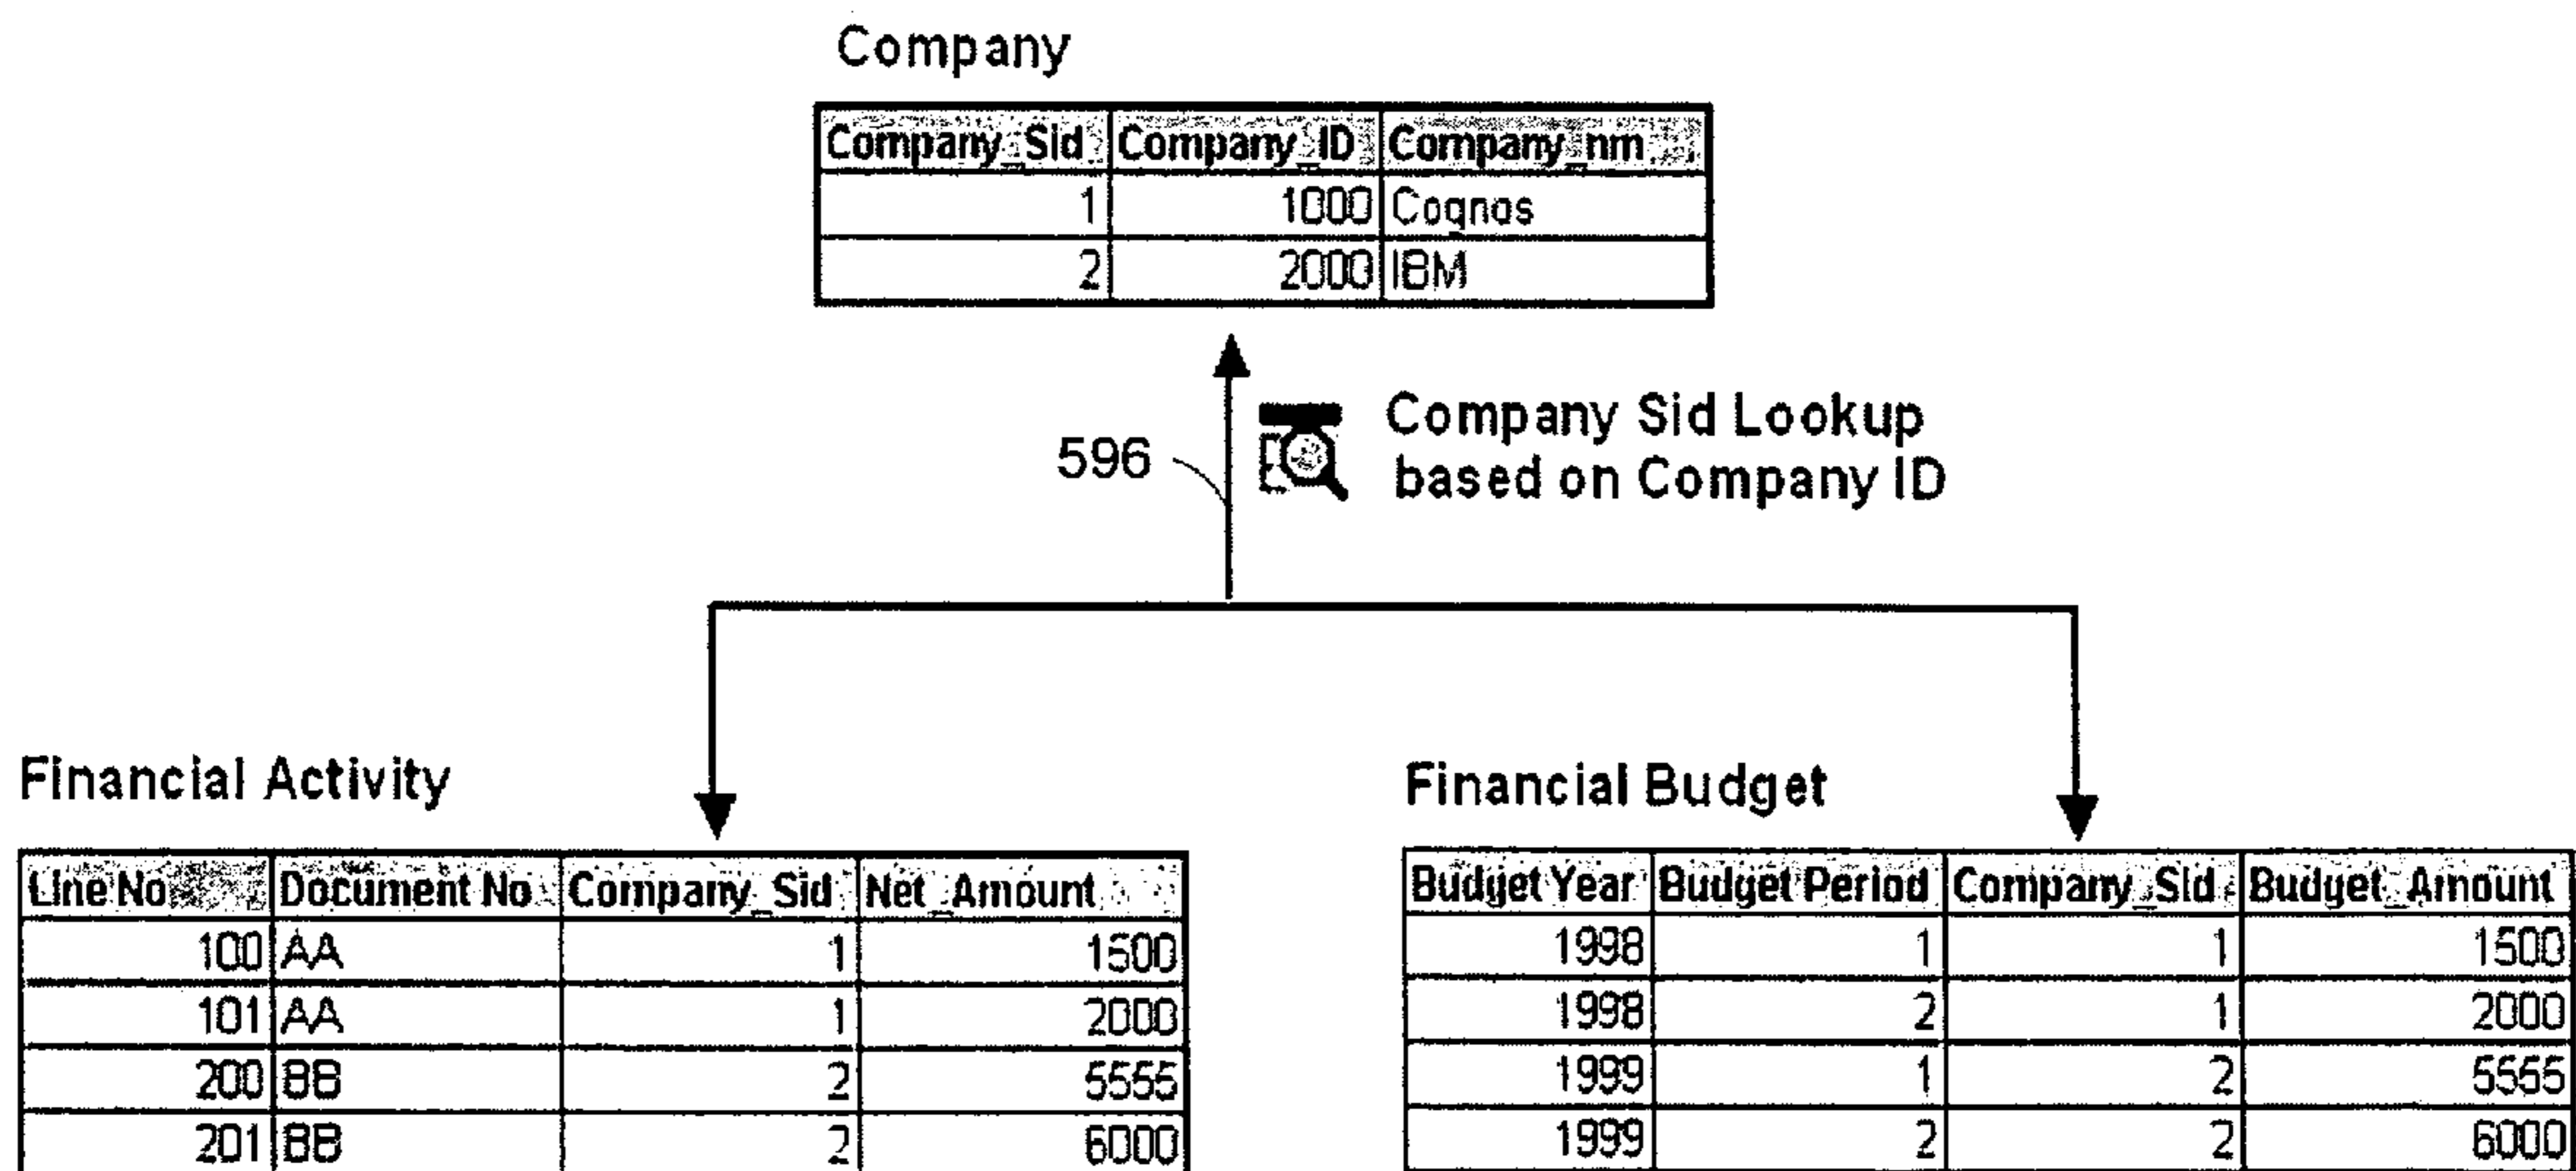 Company
Company_Sid Company_ID Company_nm
1 1000 Cognos
2 2000 IBM
596
Company Sid Lookup
based on Company ID
Financial Activity
Line No Document No Company_Sid Net_Amount
100 AA 1 1500
101 AA 1 2000
200 BB 2 5555
201 BB 2 6000
Financial Budget
Budget Year Budget Period Company_Sid Budget_Amount
1998 1 1 1500
1998 2 1 2000
1999 1 2 5555
1999 2 2 6000